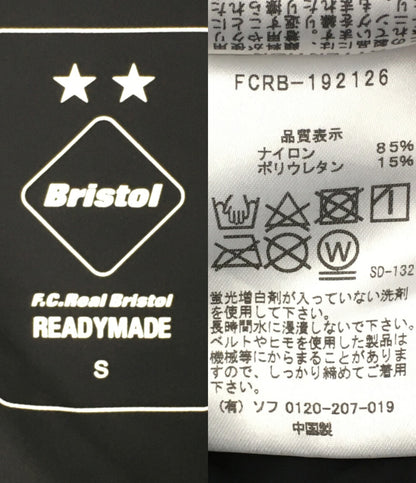 Bristol
F.C.Real Bristol
READYMADE
S
FCRB-192126
品質表示
ナイロン 85%
ポリウレタン 15%
W
SD-132
蛍光増白剤が入っていない洗剤
を使用して下さい。
長時間水に浸漬しないで下さい。
ベルトやヒモを使用した製品は
機械等にからまることがありま
すので、しっかり締めてご着用
下さい。
(有) ソフ 0120-207-019
中国製